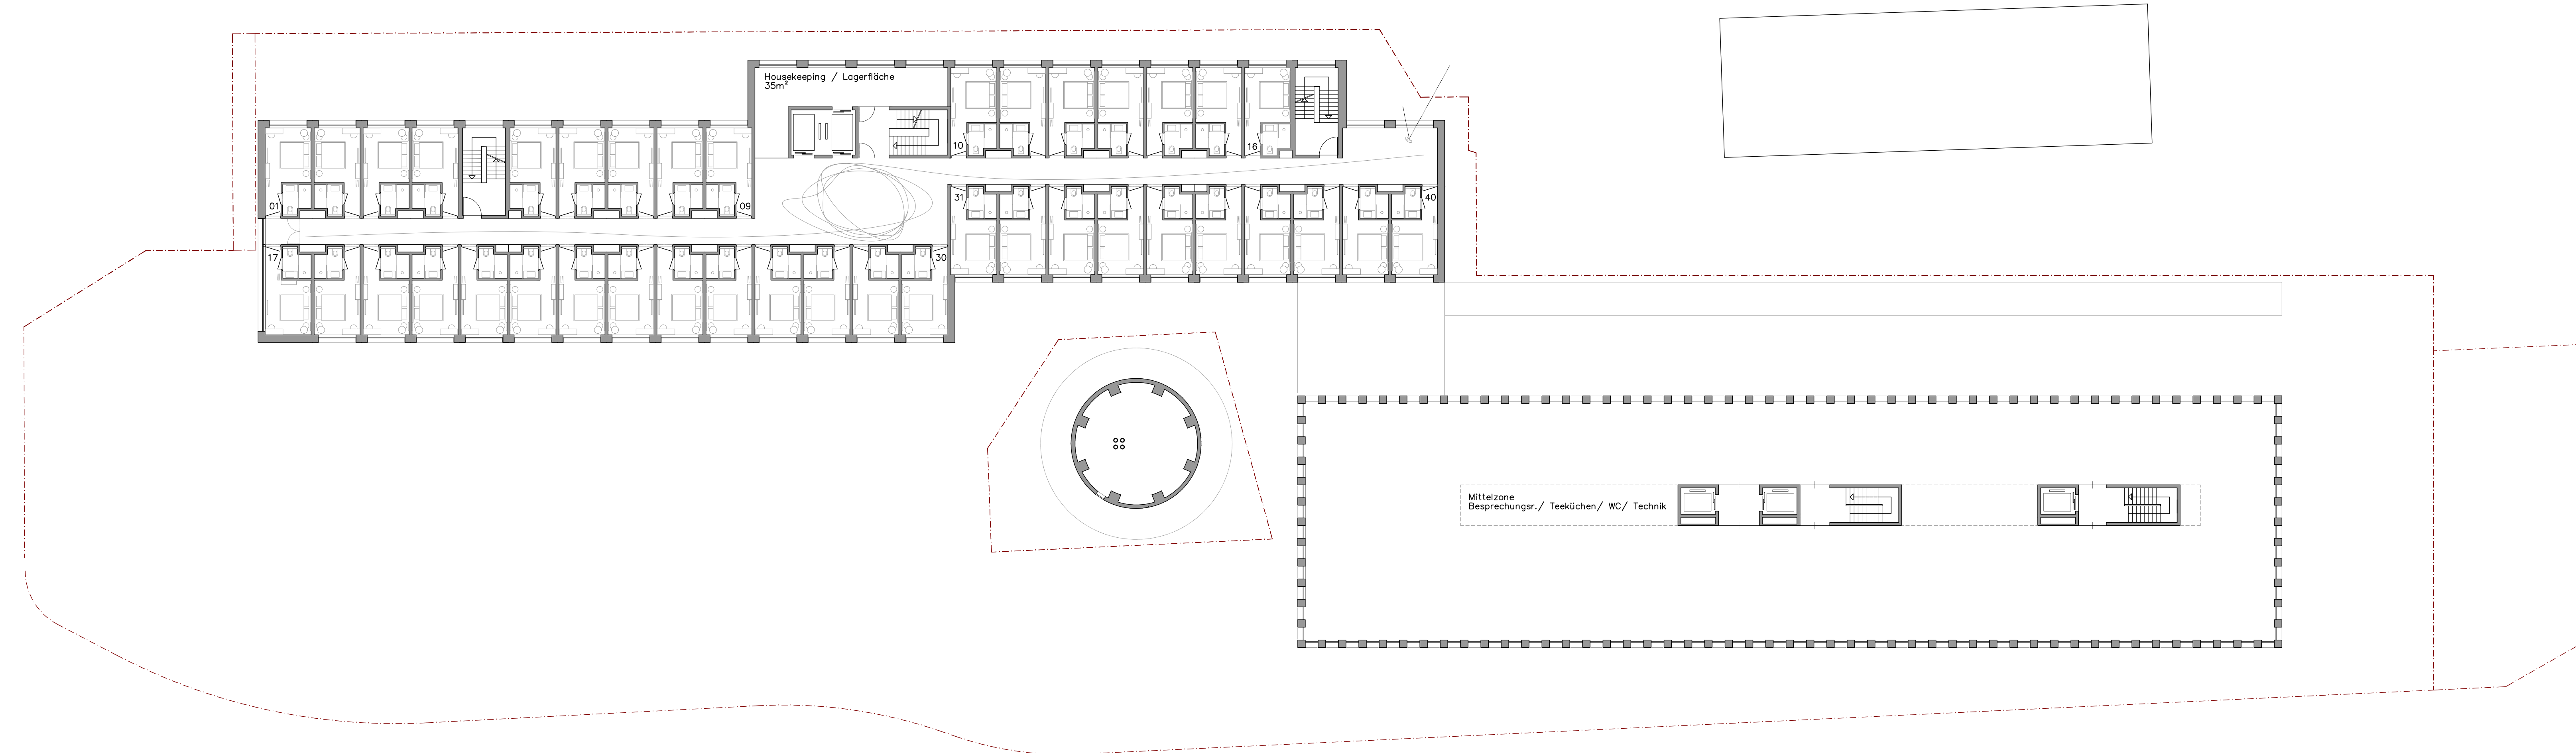 Housekeeping / Lagerfläche
35m²
10
16
01
09
31
40
17
30
Mittelzone
Besprechungsr./ Teeküchen/ WC/ Technik